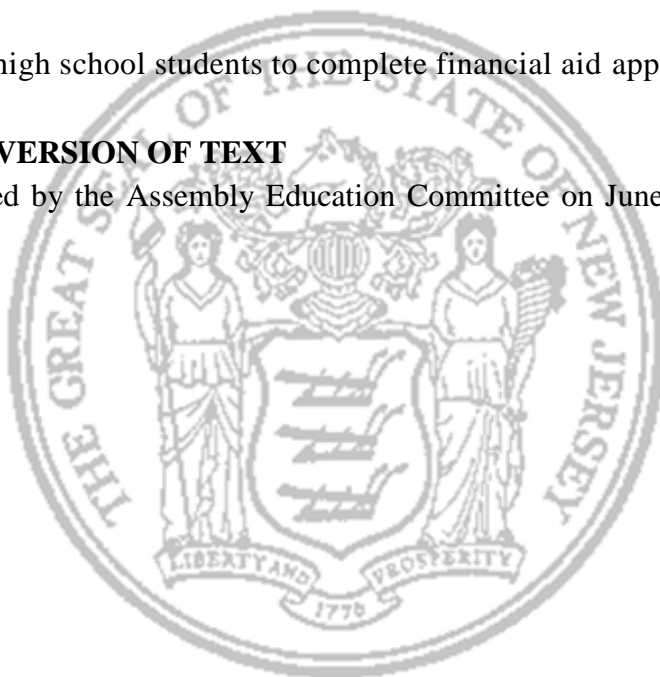 high school students to complete financial aid app
VERSION OF TEXT
ed by the Assembly Education Committee on June
THE GREAT SEAL OF THE STATE OF NEW JERSEY
LIBERTY AND PROSPERITY
1776